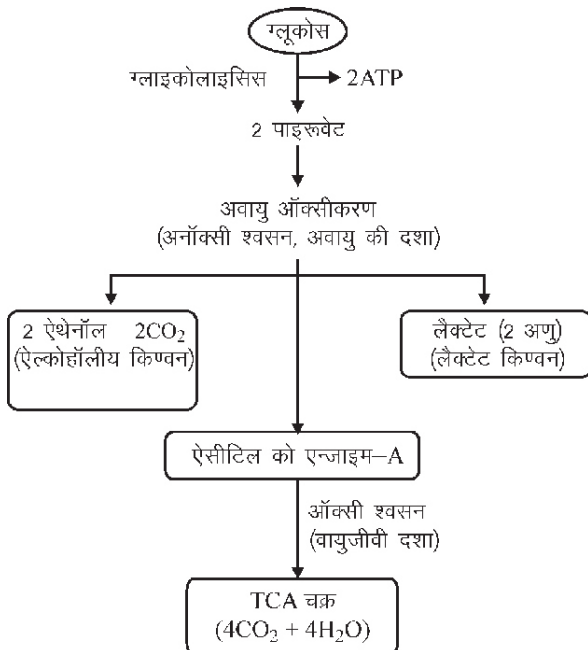 ग्लूकोस
ग्लाइकोलाइसिस 2ATP
2 पाइरूवेट
अवायु ऑक्सीकरण
(अनॉक्सी श्वसन, अवायु की दशा)
2 ऐथेनॉल 2CO₂
(ऐल्कोहॉलीय किण्वन)
लैक्टेट (2 अणु)
(लैक्टेट किण्वन)
ऐसीटिल को एन्जाइम–A
ऑक्सी श्वसन
(वायुजीवी दशा)
TCA चक्र
(4CO₂ + 4H₂O)